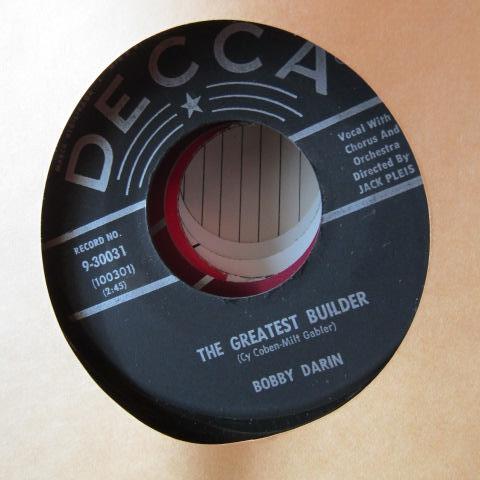 DECCA
Vocal With
Chorus And
Orchestra
Directed By
JACK PLEIS
RECORD NO.
9-30031
(100301)
(2:45)
THE GREATEST BUILDER
(Cy Coben-Milt Gabler)
BOBBY DARIN